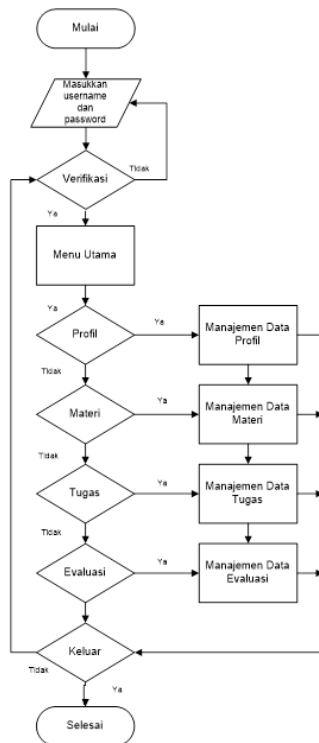 Mulai
Masukkan
username
dan
password
Tidak
Verifikasi
Ya
Menu Utama
Ya
Profil
Ya
Manajemen Data
Profil
Tidak
Materi
Ya
Manajemen Data
Materi
Tidak
Tugas
Ya
Manajemen Data
Tugas
Tidak
Evaluasi
Ya
Manajemen Data
Evaluasi
Keluar
Tidak
Ya
Selesai